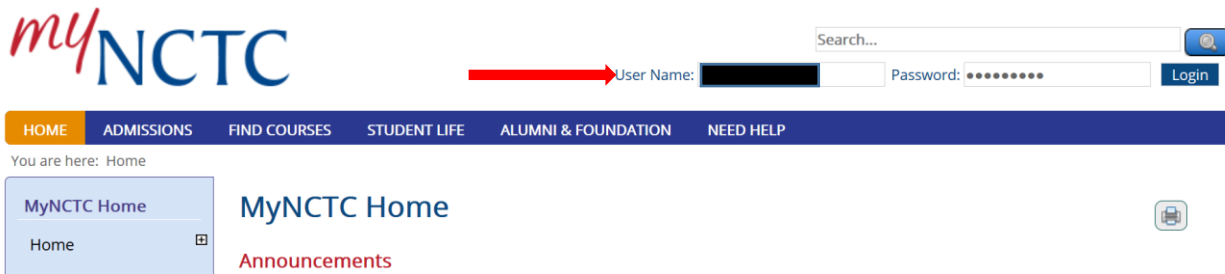 myNCTC
Search...
User Name: Password: ●●●●●●●●● Login
HOME ADMISSIONS FIND COURSES STUDENT LIFE ALUMNI & FOUNDATION NEED HELP
You are here: Home
MyNCTC Home
Home
MyNCTC Home
Announcements